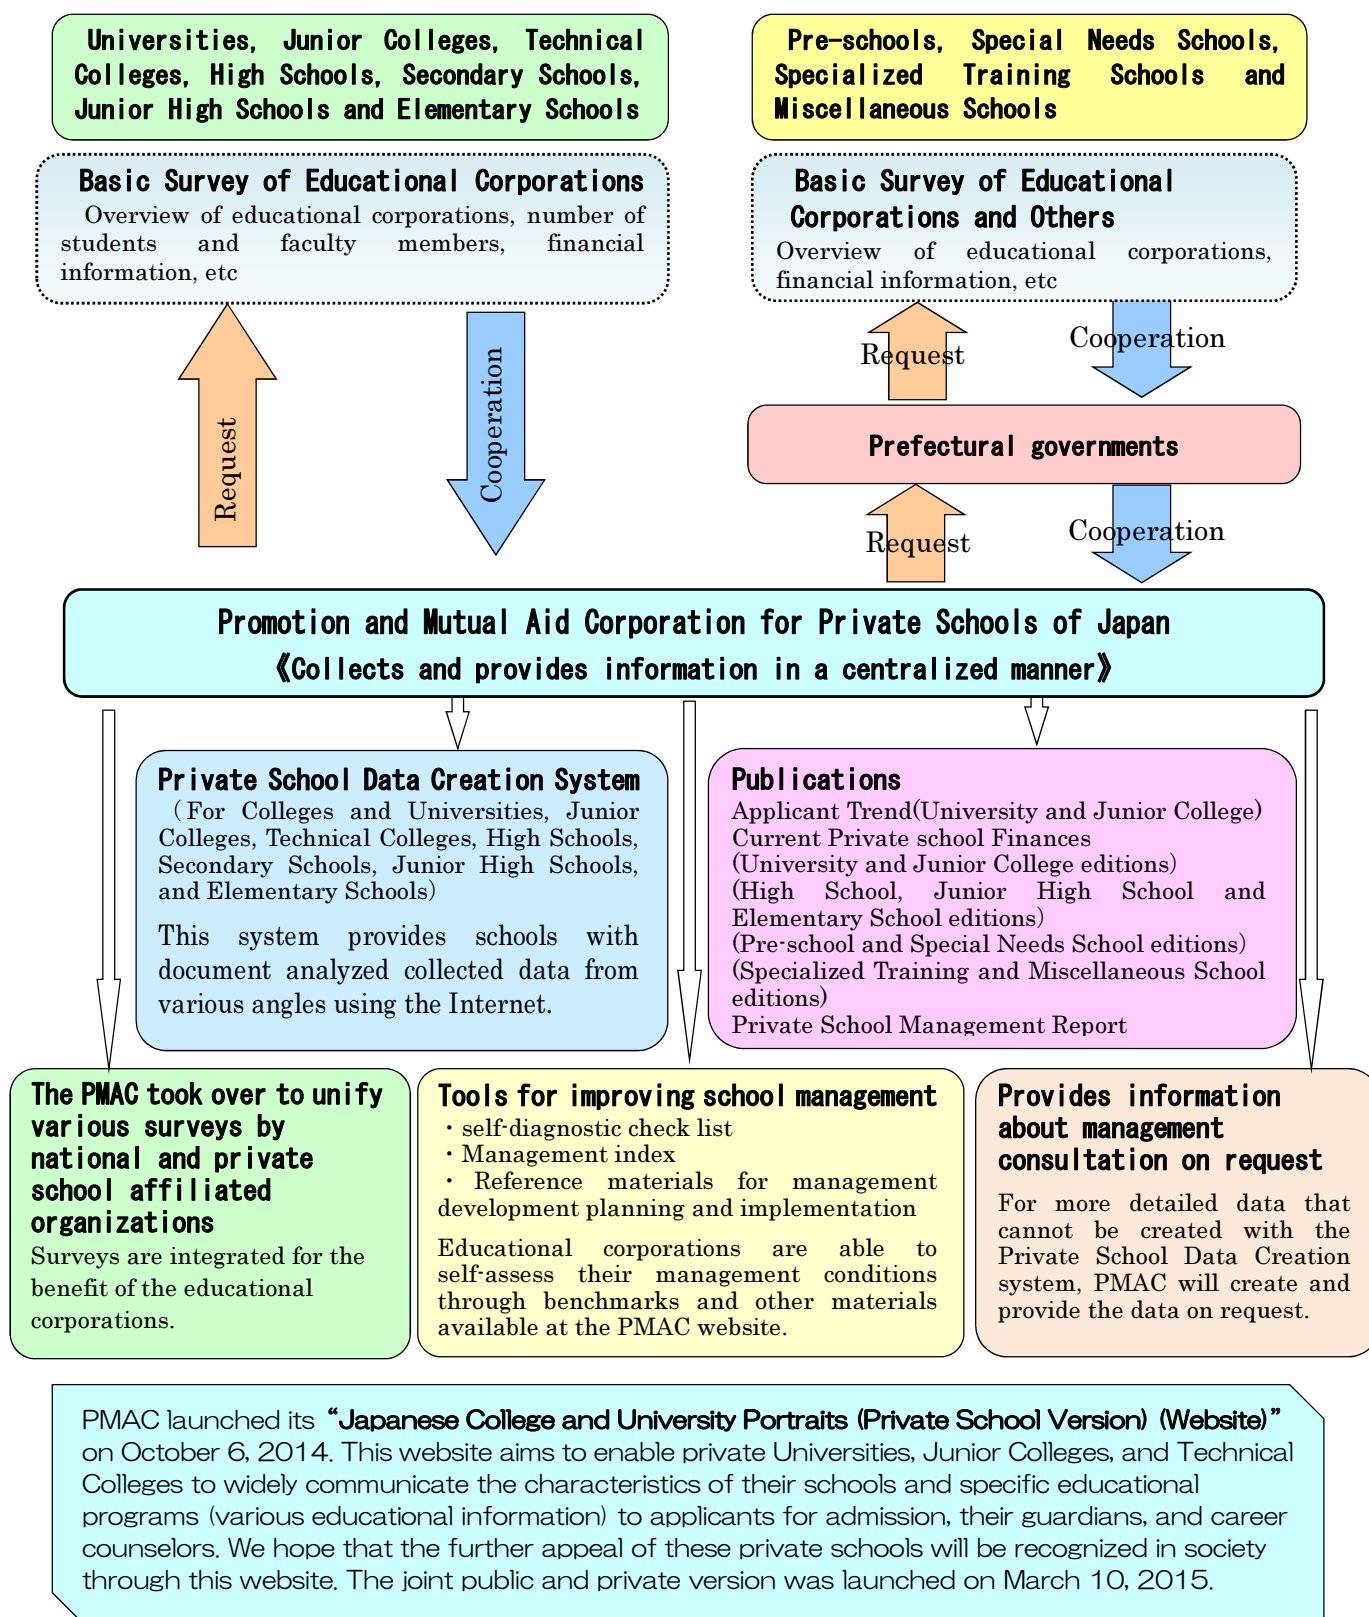 Universities, Junior Colleges, Technical
Colleges, High Schools, Secondary Schools,
Junior High Schools and Elementary Schools
Pre-schools, Special Needs Schools,
Specialized Training Schools and
Miscellaneous Schools
Basic Survey of Educational Corporations
Overview of educational corporations, number of
students and faculty members, financial
information, etc
Basic Survey of Educational
Corporations and Others
Overview of educational corporations,
financial information, etc
Request
Cooperation
Request
Cooperation
Prefectural governments
Request
Cooperation
Promotion and Mutual Aid Corporation for Private Schools of Japan
《Collects and provides information in a centralized manner》
Private School Data Creation System
（For Colleges and Universities, Junior
Colleges, Technical Colleges, High Schools,
Secondary Schools, Junior High Schools,
and Elementary Schools)
This system provides schools with
document analyzed collected data from
various angles using the Internet.
Publications
Applicant Trend(University and Junior College)
Current Private school Finances
(University and Junior College editions)
(High School, Junior High School and
Elementary School editions)
(Pre-school and Special Needs School editions)
(Specialized Training and Miscellaneous School
editions)
Private School Management Report
The PMAC took over to unify
various surveys by
national and private
school affiliated
organizations
Surveys are integrated for the
benefit of the educational
corporations.
Tools for improving school management
・self-diagnostic check list
・Management index
・Reference materials for management
development planning and implementation
Educational corporations are able to
self-assess their management conditions
through benchmarks and other materials
available at the PMAC website.
Provides information
about management
consultation on request
For more detailed data that
cannot be created with the
Private School Data Creation
system, PMAC will create and
provide the data on request.
PMAC launched its “Japanese College and University Portraits (Private School Version) (Website)”
on October 6, 2014. This website aims to enable private Universities, Junior Colleges, and Technical
Colleges to widely communicate the characteristics of their schools and specific educational
programs (various educational information) to applicants for admission, their guardians, and career
counselors. We hope that the further appeal of these private schools will be recognized in society
through this website. The joint public and private version was launched on March 10, 2015.